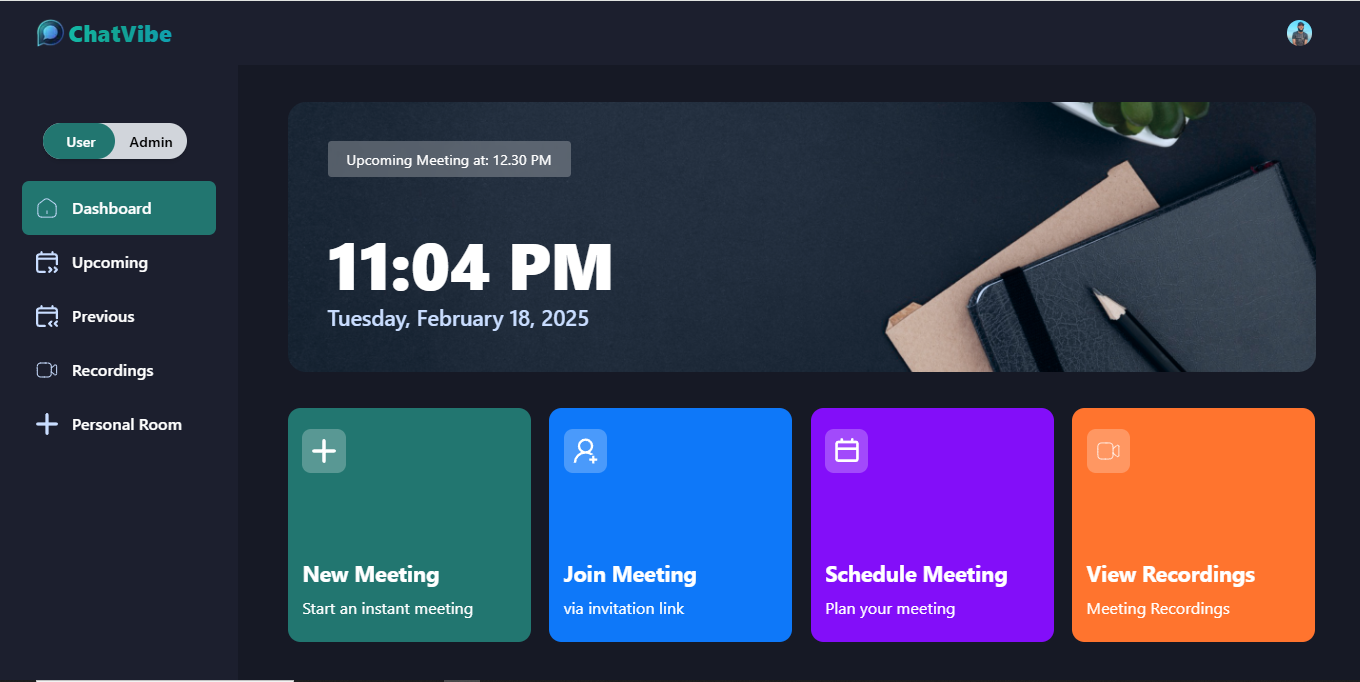 ChatVibe
User
Admin
Dashboard
Upcoming
Previous
Recordings
Personal Room
Upcoming Meeting at: 12.30 PM
11:04 PM
Tuesday, February 18, 2025
New Meeting
Start an instant meeting
Join Meeting
via invitation link
Schedule Meeting
Plan your meeting
View Recordings
Meeting Recordings